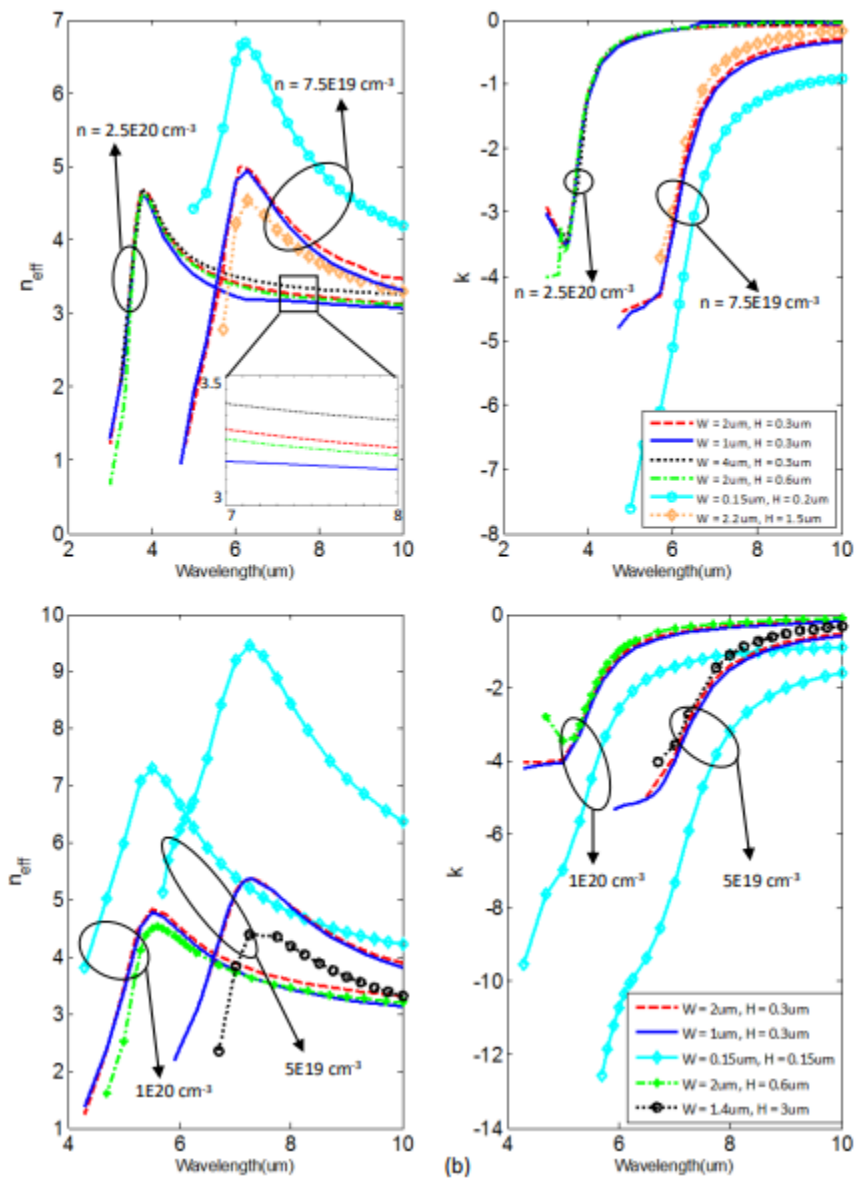 7
6
5
4
3
2
1
0
n_eff
n = 2.5E20 cm⁻³
n = 7.5E19 cm⁻³
3.5
3
7
8
2
4
6
8
10
Wavelength(um)
0
-1
-2
-3
-4
-5
-6
-7
-8
k
n = 2.5E20 cm⁻³
n = 7.5E19 cm⁻³
W = 2um, H = 0.3um
W = 1um, H = 0.3um
W = 4um, H = 0.3um
W = 2um, H = 0.6um
W = 0.15um, H = 0.2um
W = 2.2um, H = 1.5um
2
4
6
8
10
Wavelength(um)
10
9
8
7
6
5
4
3
2
1
n_eff
1E20 cm⁻³
5E19 cm⁻³
4
6
8
10
Wavelength(um)
0
-2
-4
-6
-8
-10
-12
-14
k
1E20 cm⁻³
5E19 cm⁻³
W = 2um, H = 0.3um
W = 1um, H = 0.3um
W = 0.15um, H = 0.15um
W = 2um, H = 0.6um
W = 1.4um, H = 3um
4
6
8
10
Wavelength(um)
(b)